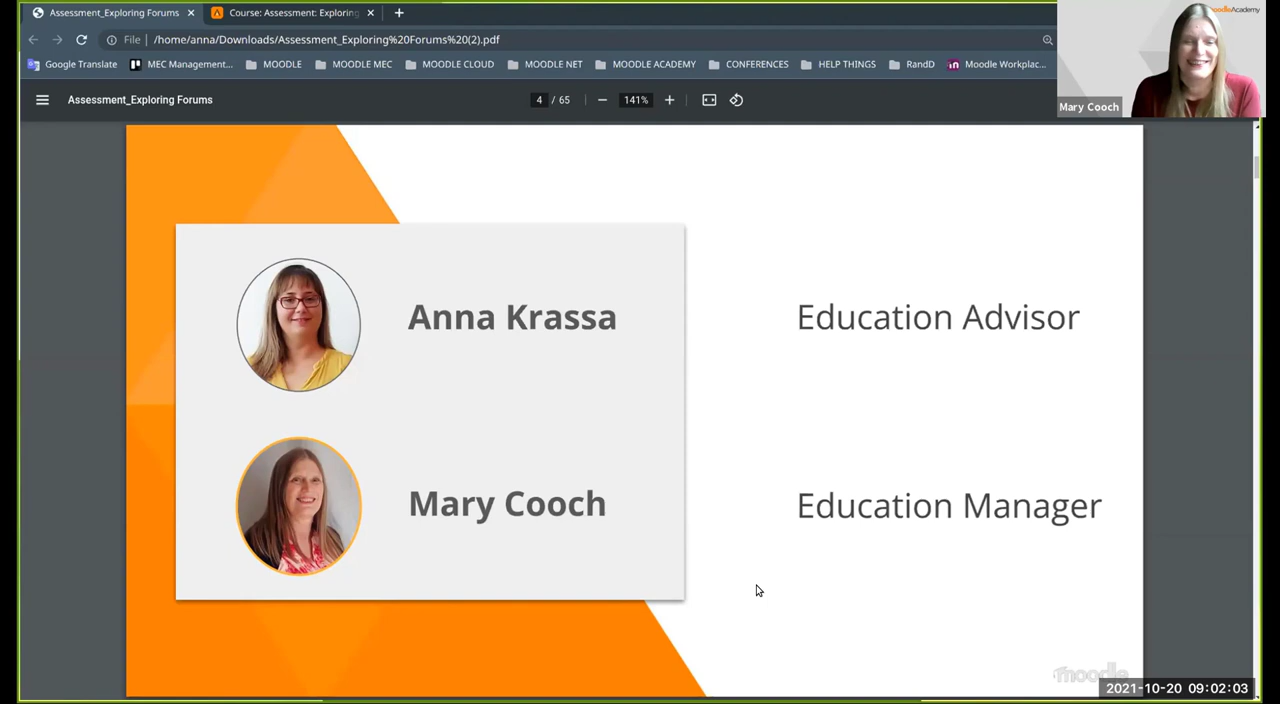 Assessment_Exploring Forums
Course: Assessment: Exploring
File
/home/anna/Downloads/Assessment_Exploring%20Forums%20(2).pdf
Google Translate
MEC Management...
MOODLE
MOODLE MEC
MOODLE CLOUD
MOODLE NET
MOODLE ACADEMY
CONFERENCES
HELP THINGS
RandD
Moodle Workplac...
Mary Cooch
Assessment_Exploring Forums
4 / 65
141%
Anna Krassa
Education Advisor
Mary Cooch
Education Manager
moodle
2021-10-20 09:02:03